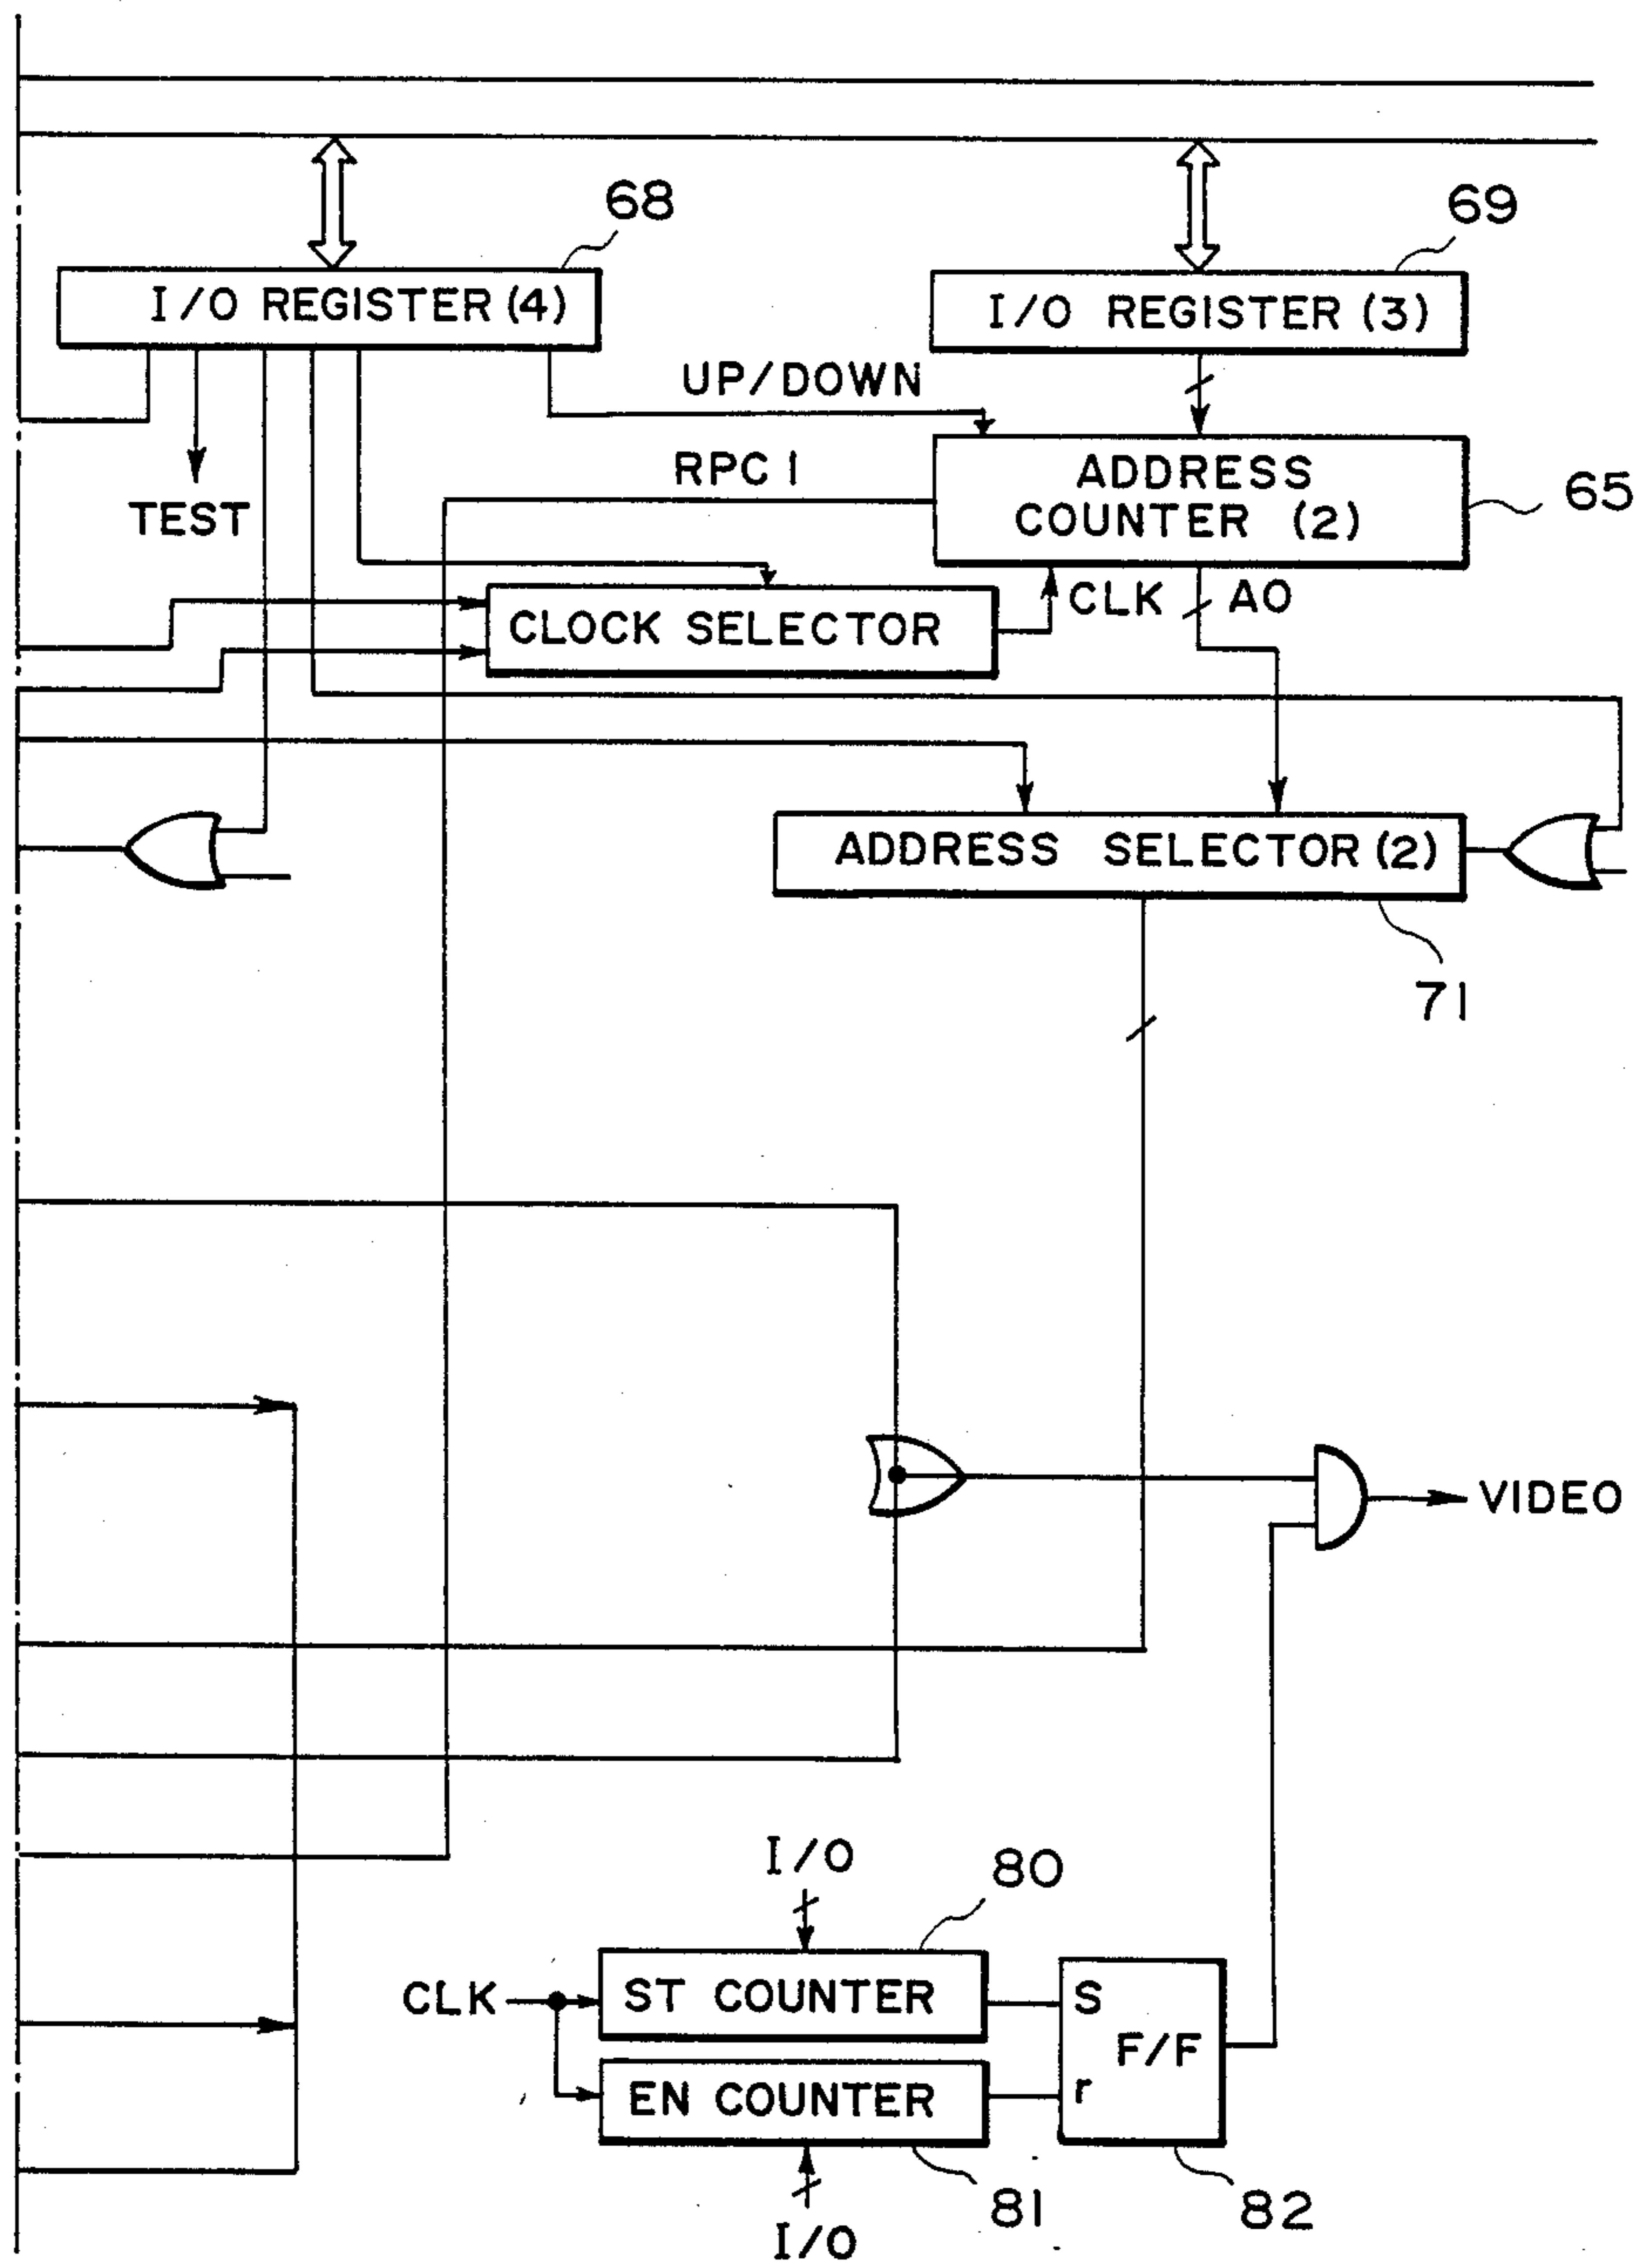 68
69
I/O REGISTER (4)
I/O REGISTER (3)
UP/DOWN
RPC 1
ADDRESS
COUNTER (2)
65
TEST
CLK
A0
CLOCK SELECTOR
ADDRESS SELECTOR (2)
71
VIDEO
I/O
80
CLK
ST COUNTER
S
F/F
EN COUNTER
r
81
82
I/O